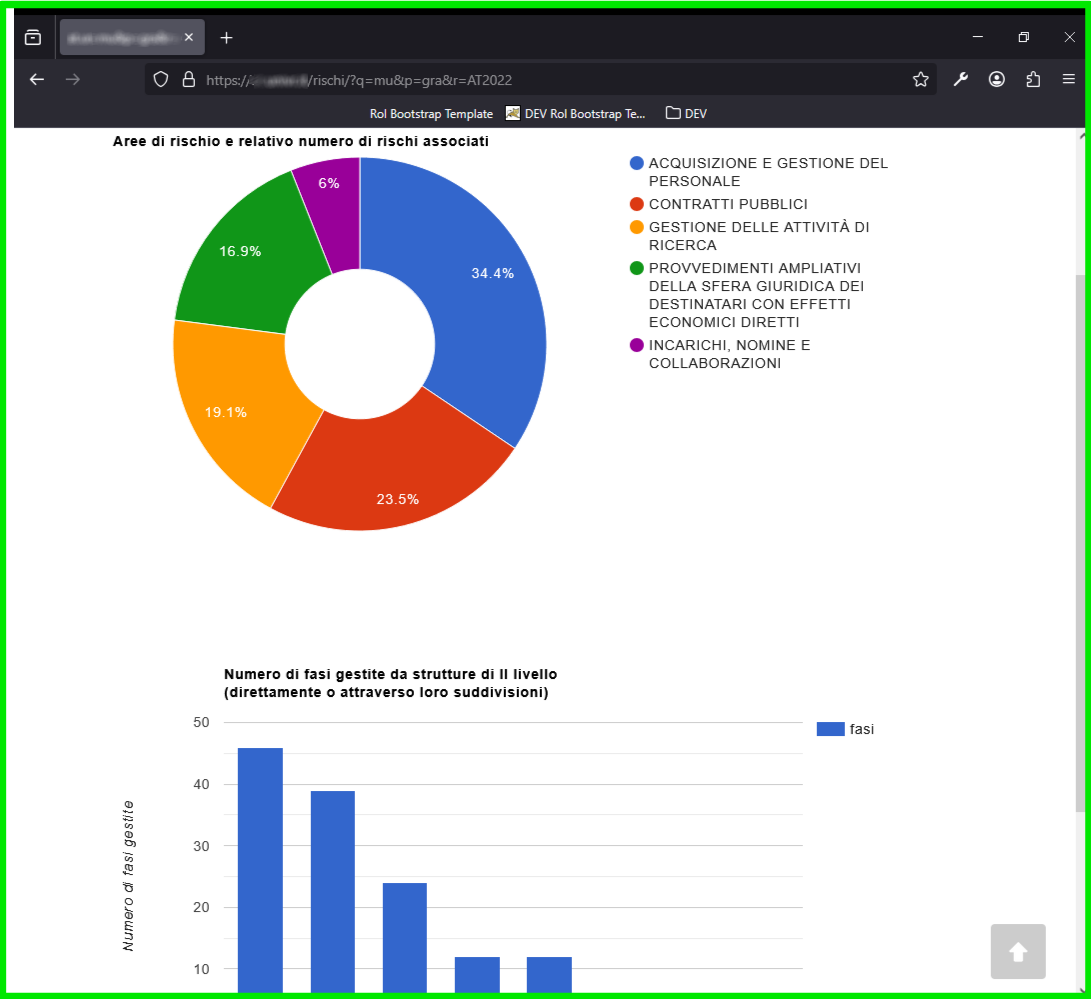 https://
/rischi/?q=mu&p=gra&r=AT2022
Rol Bootstrap Template
DEV Rol Bootstrap Te...
DEV
Aree di rischio e relativo numero di rischi associati
6%
34.4%
16.9%
19.1%
23.5%
ACQUISIZIONE E GESTIONE DEL
PERSONALE
CONTRATTI PUBBLICI
GESTIONE DELLE ATTIVITÀ DI
RICERCA
PROVVEDIMENTI AMPLIATIVI
DELLA SFERA GIURIDICA DEI
DESTINATARI CON EFFETTI
ECONOMICI DIRETTI
INCARICHI, NOMINE E
COLLABORAZIONI
Numero di fasi gestite da strutture di II livello
(direttamente o attraverso loro suddivisioni)
50
40
30
20
10
Numero di fasi gestite
fasi